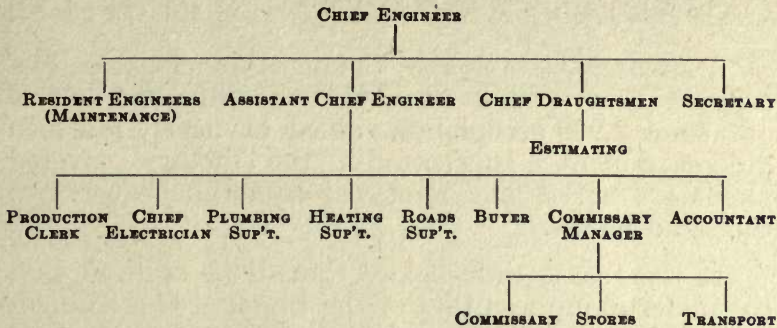 CHIEF ENGINEER
RESIDENT ENGINEERS
(MAINTENANCE)
ASSISTANT CHIEF ENGINEER
CHIEF DRAUGHTSMEN
SECRETARY
ESTIMATING
PRODUCTION
CLERK
CHIEF
ELECTRICIAN
PLUMBING
SUP'T.
HEATING
SUP'T.
ROADS
SUP'T.
BUYER
COMMISSARY
MANAGER
ACCOUNTANT
COMMISSARY
STORES
TRANSPORT